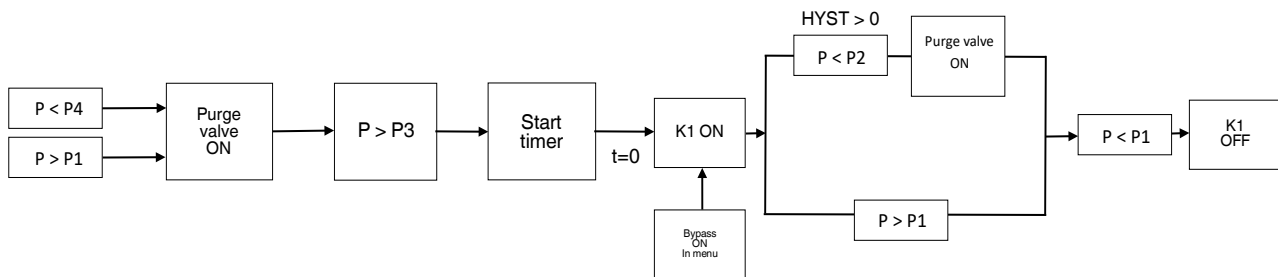 P < P4
P > P1
Purge
valve
ON
P > P3
Start
timer
t=0
K1 ON
Bypass
ON
In menu
HYST > 0
P < P2
Purge valve
ON
P > P1
P < P1
K1
OFF